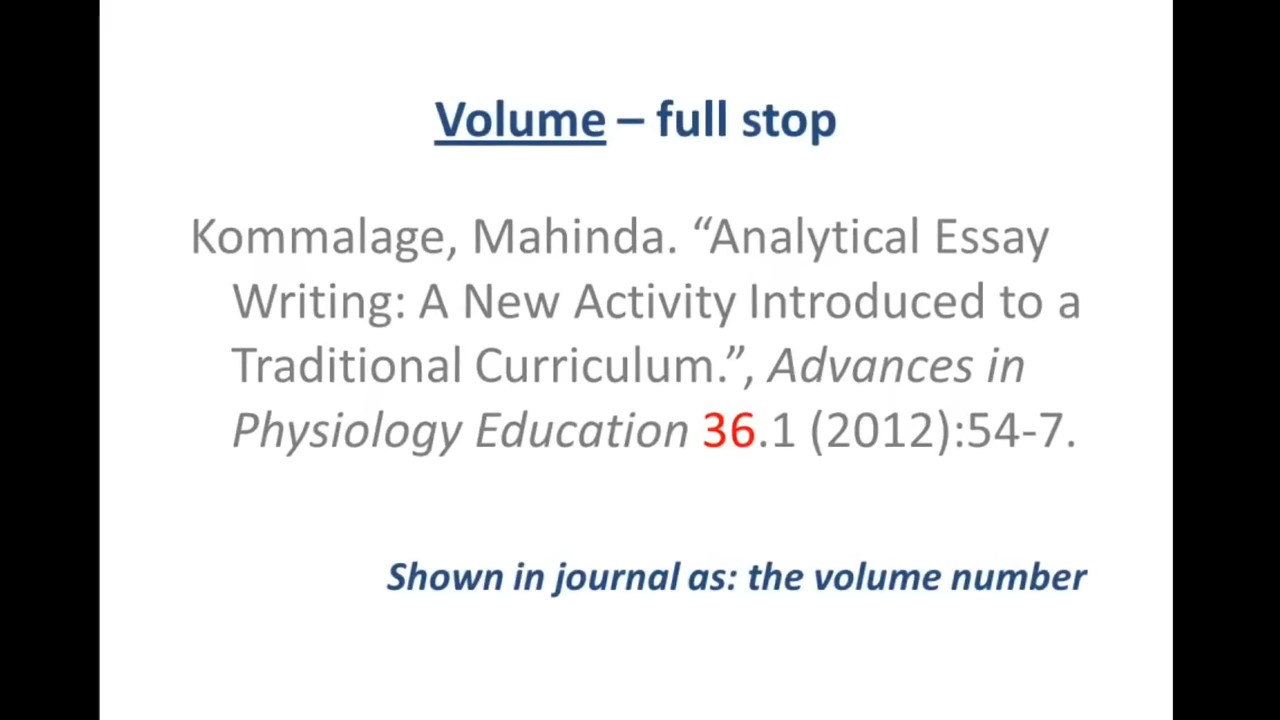 Volume – full stop
Kommalage, Mahinda. “Analytical Essay
Writing: A New Activity Introduced to a
Traditional Curriculum.”, Advances in
Physiology Education 36.1 (2012):54-7.
Shown in journal as: the volume number